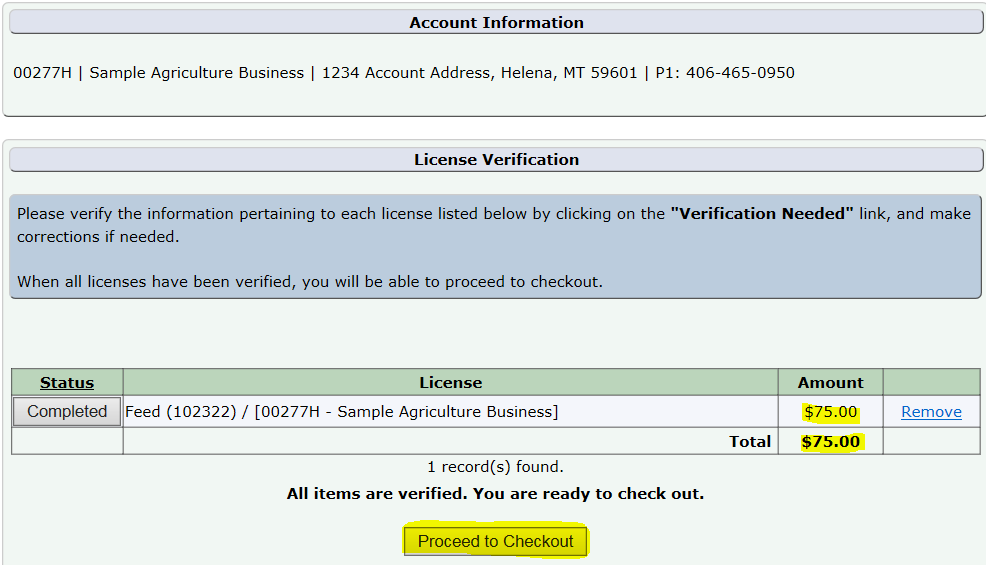 Account Information
00277H | Sample Agriculture Business | 1234 Account Address, Helena, MT 59601 | P1: 406-465-0950
License Verification
Please verify the information pertaining to each license listed below by clicking on the "Verification Needed" link, and make
corrections if needed.
When all licenses have been verified, you will be able to proceed to checkout.
Status License Amount
Completed Feed (102322) / [00277H - Sample Agriculture Business] $75.00 Remove
Total $75.00
1 record(s) found.
All items are verified. You are ready to check out.
Proceed to Checkout